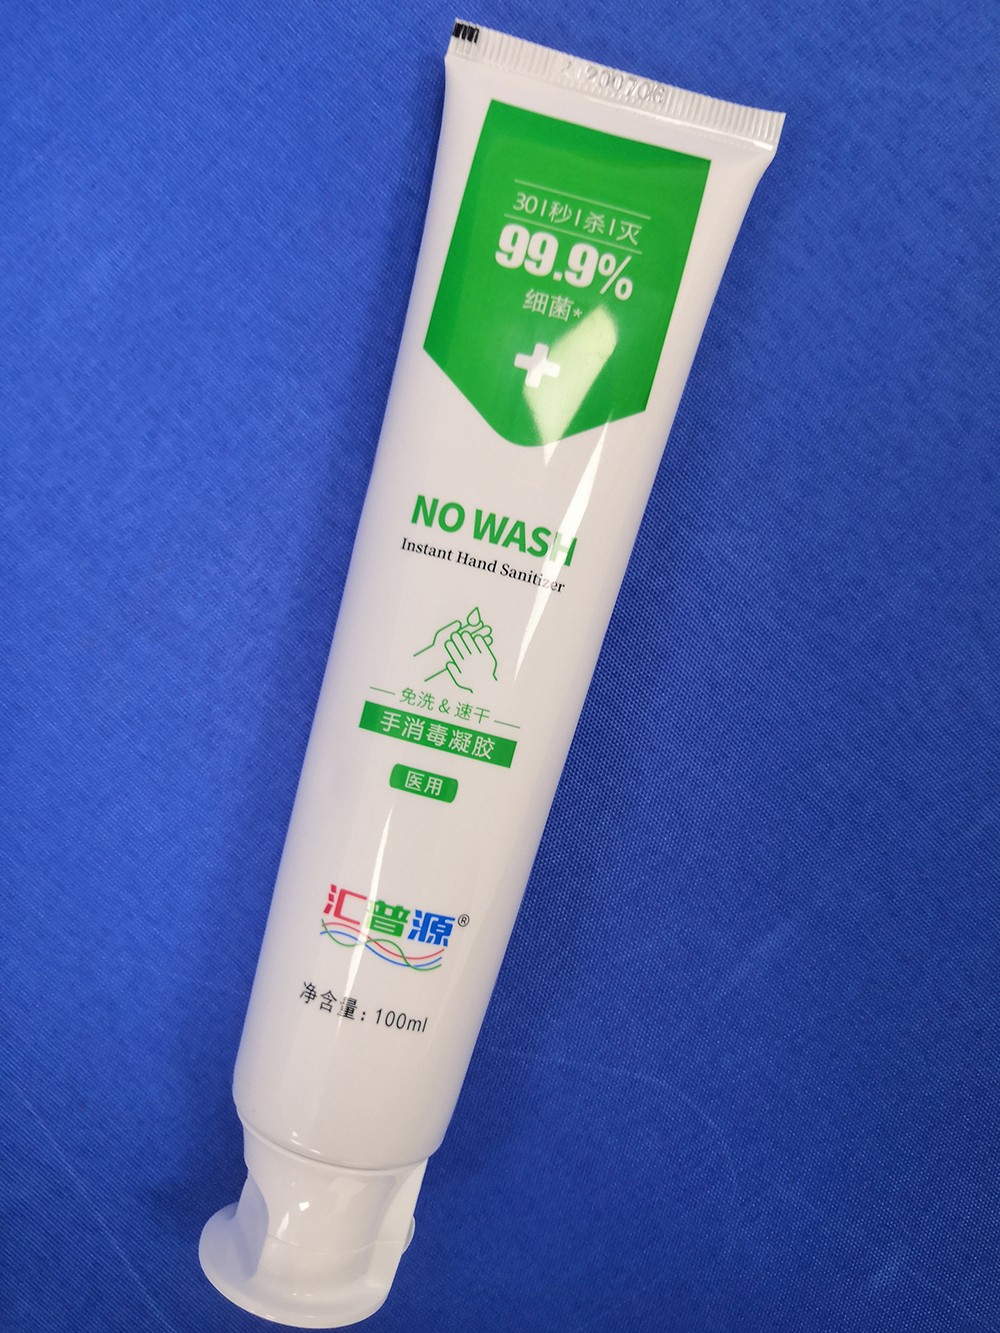 30|秒|杀|灭
99.9%
细菌*
NO WASH
Instant Hand Sanitizer
免洗&速干
手消毒凝胶
医用
汇普源®
净含量：100ml